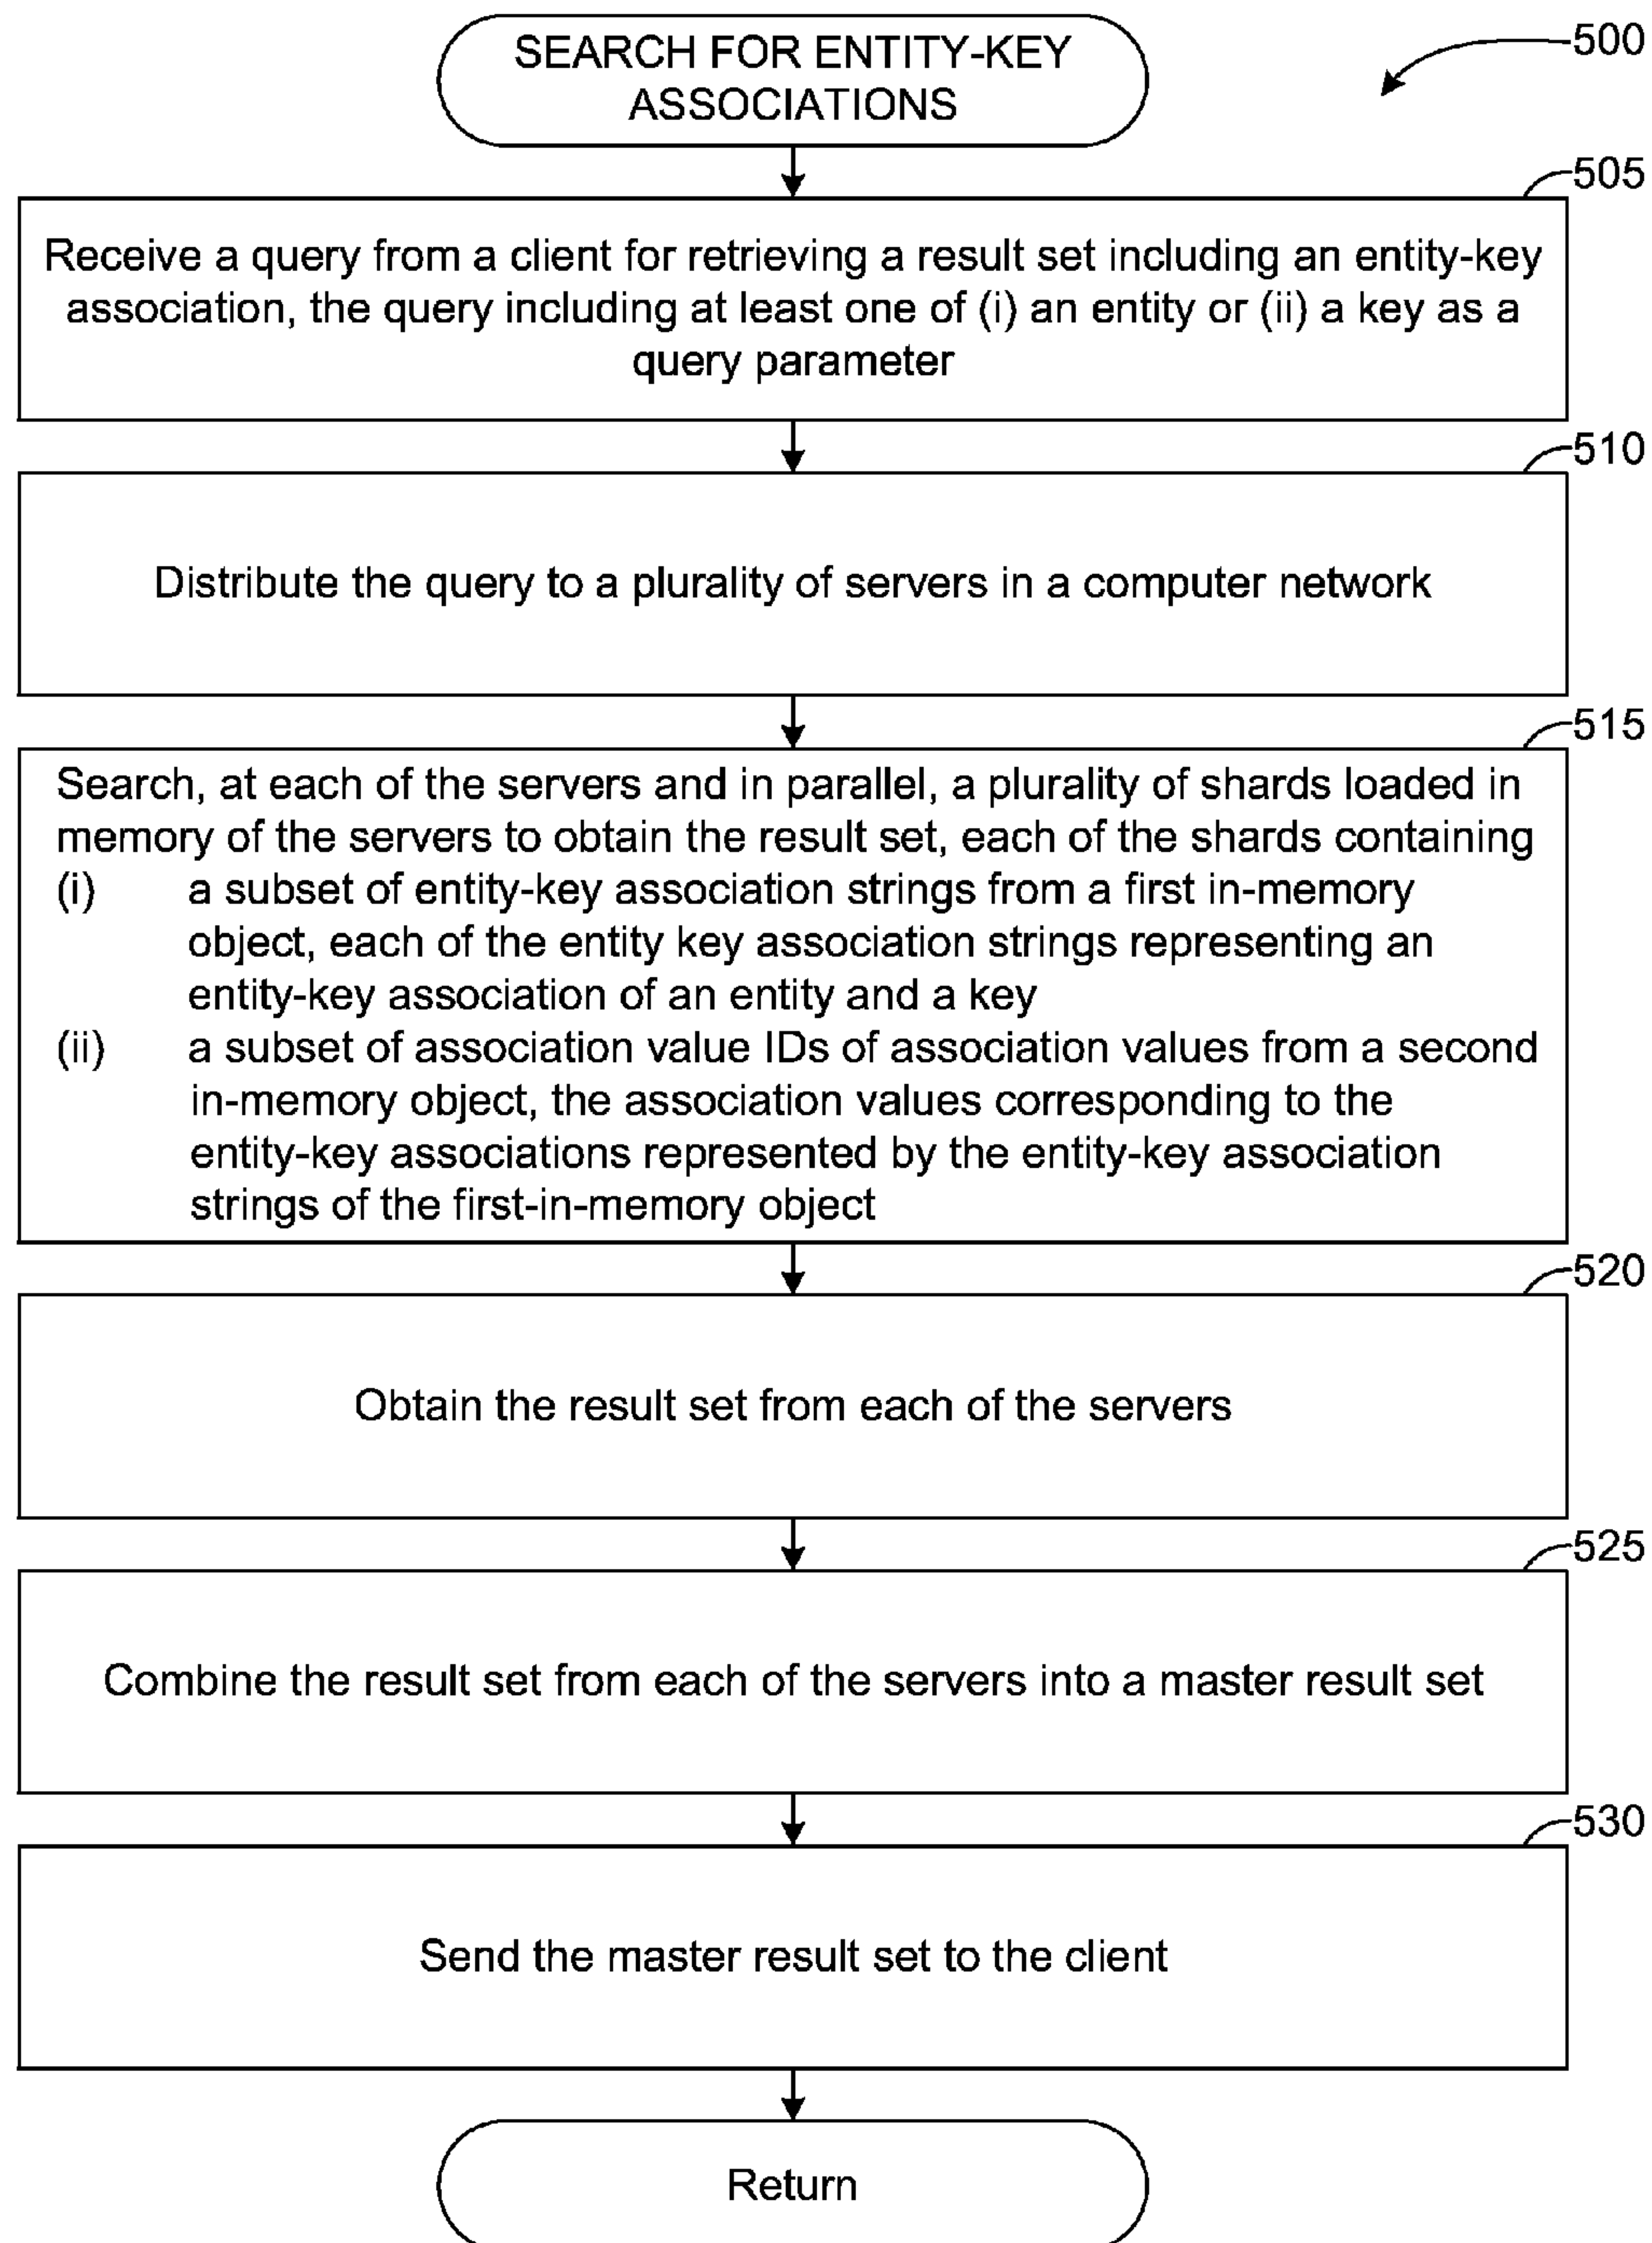 SEARCH FOR ENTITY-KEY
ASSOCIATIONS
500
505
Receive a query from a client for retrieving a result set including an entity-key
association, the query including at least one of (i) an entity or (ii) a key as a
query parameter
510
Distribute the query to a plurality of servers in a computer network
515
Search, at each of the servers and in parallel, a plurality of shards loaded in
memory of the servers to obtain the result set, each of the shards containing
(i) a subset of entity-key association strings from a first in-memory
object, each of the entity key association strings representing an
entity-key association of an entity and a key
(ii) a subset of association value IDs of association values from a second
in-memory object, the association values corresponding to the
entity-key associations represented by the entity-key association
strings of the first-in-memory object
520
Obtain the result set from each of the servers
525
Combine the result set from each of the servers into a master result set
530
Send the master result set to the client
Return